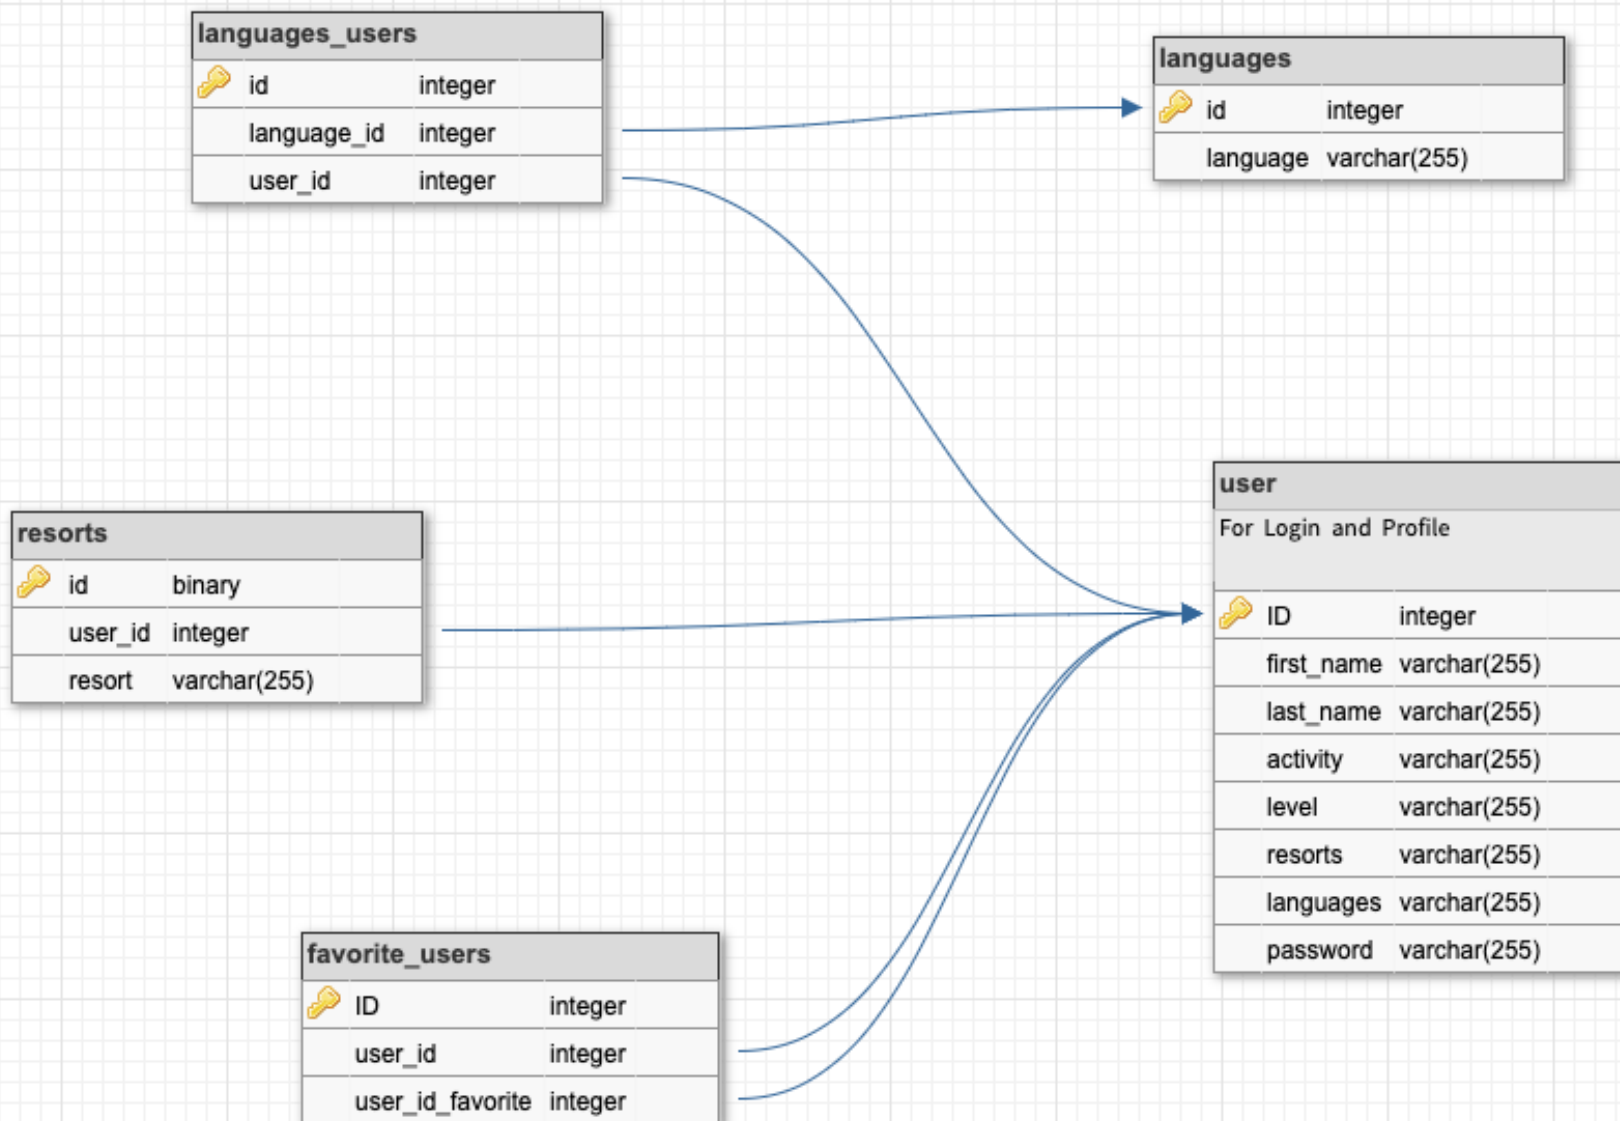 languages_users
id integer
language_id integer
user_id integer
languages
id integer
language varchar(255)
user
For Login and Profile
ID integer
first_name varchar(255)
last_name varchar(255)
activity varchar(255)
level varchar(255)
resorts varchar(255)
languages varchar(255)
password varchar(255)
resorts
id binary
user_id integer
resort varchar(255)
favorite_users
ID integer
user_id integer
user_id_favorite integer